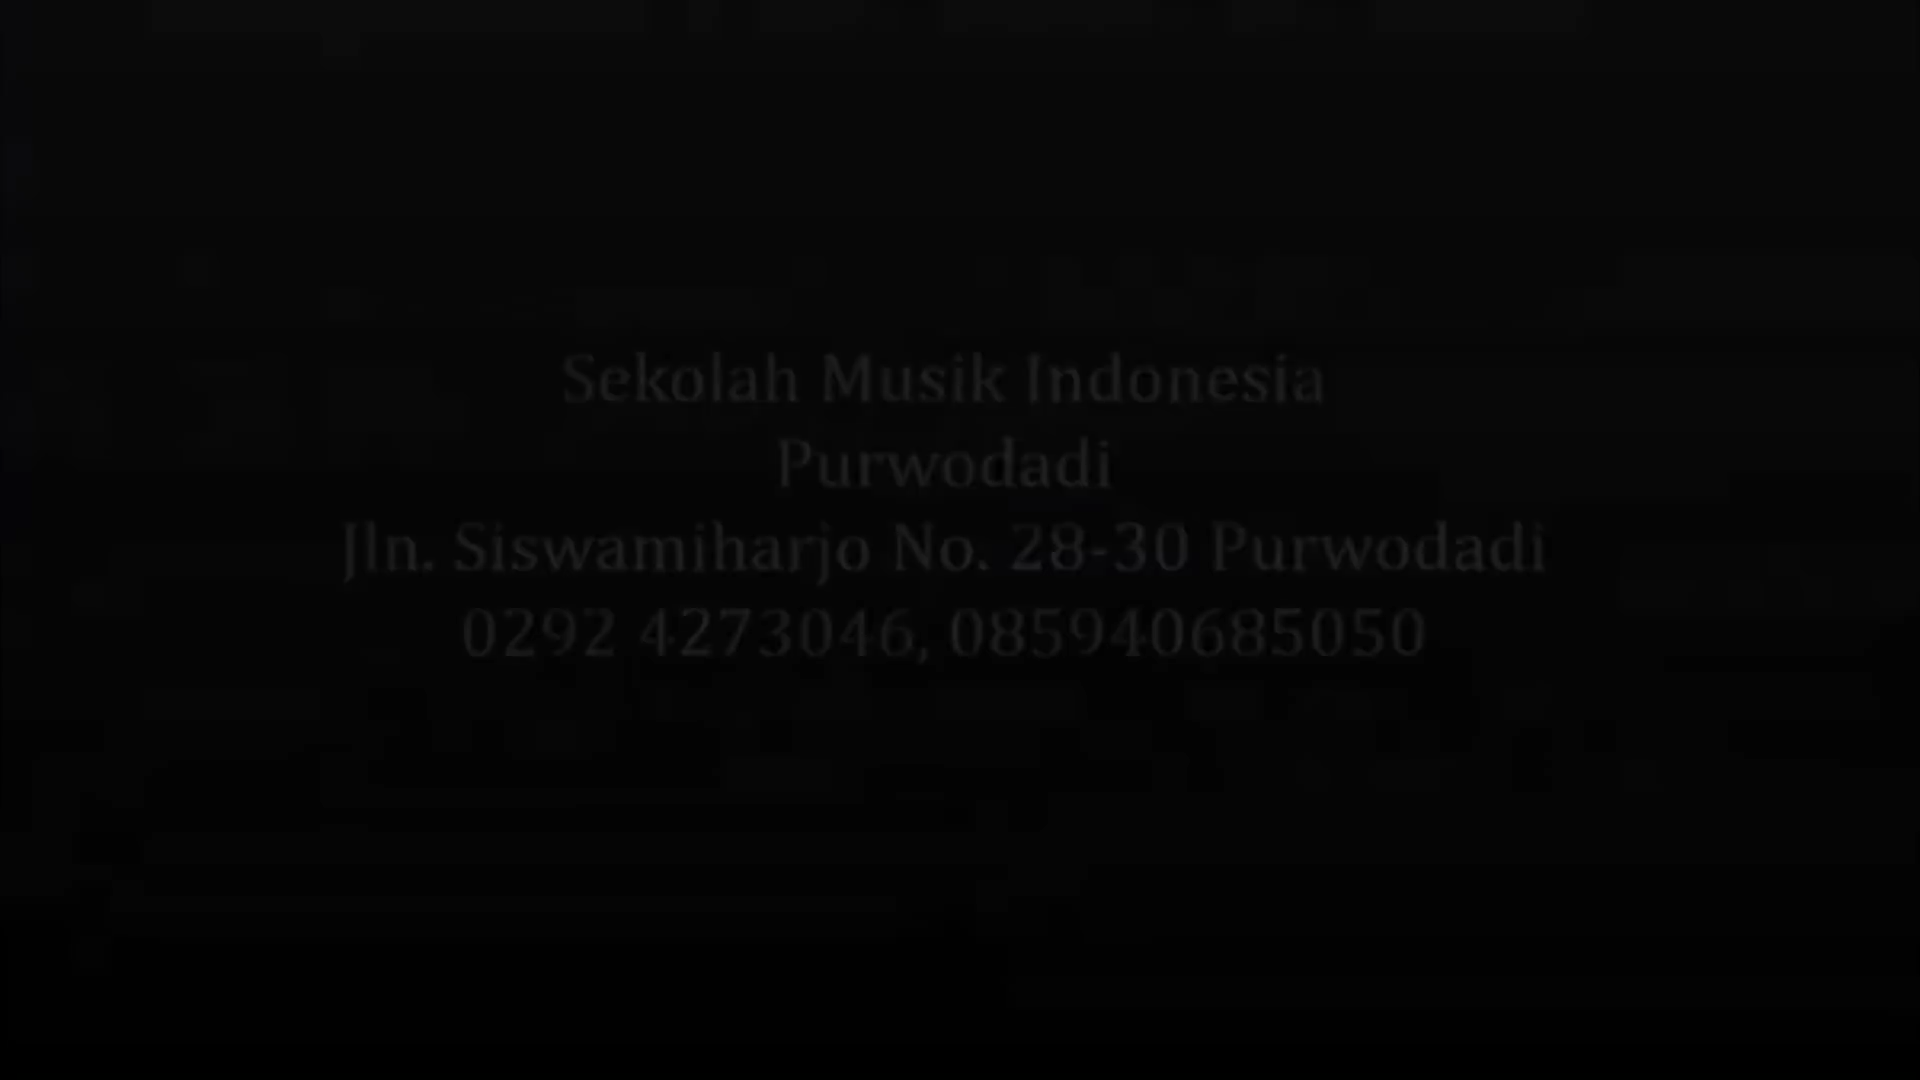 Sekolah Musik Indonesia
Purwodadi
Jln. Siswamiharjo No. 28-30 Purwodadi
0292 4273046, 085940685050